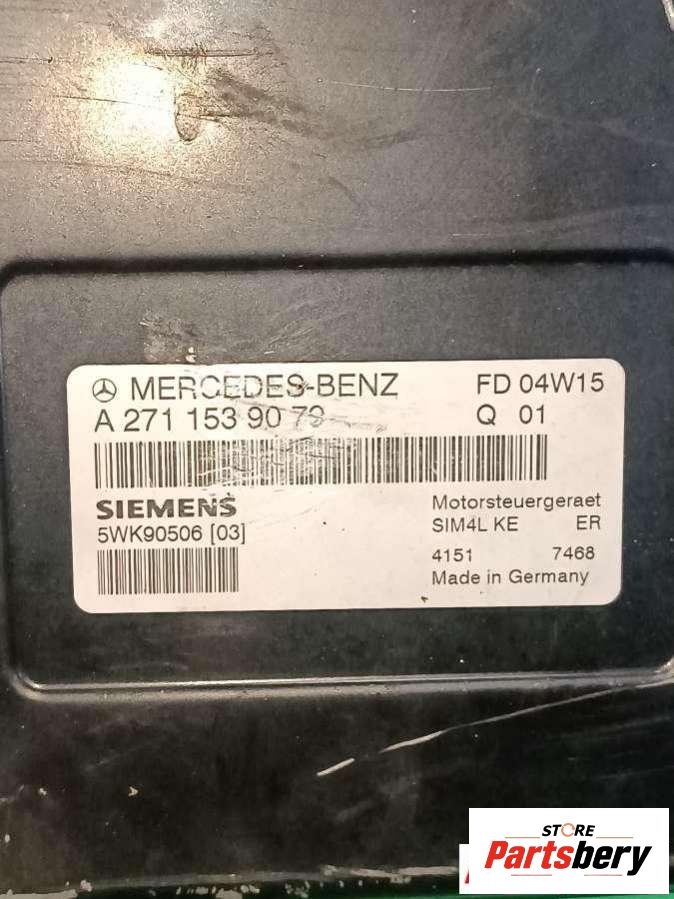 MERCEDES-BENZ FD 04W15
A 271 153 90 79 Q 01
SIEMENS Motorsteuergeraet
5WK90506 [03] SIM4L KE ER
4151 7468
Made in Germany
STORE
Partsbery